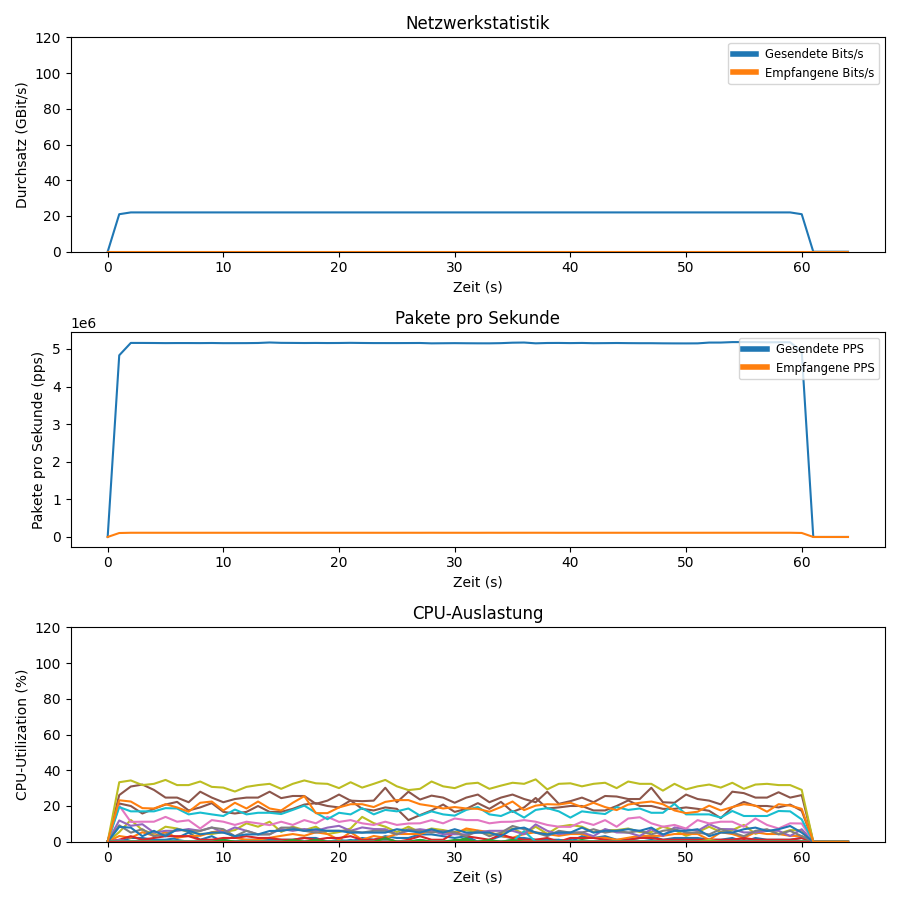 Netzwerkstatistik
120
100
80
60
40
20
0
Durchsatz (GBit/s)
Gesendete Bits/s
Empfangene Bits/s
0 10 20 30 40 50 60
Zeit (s)
Pakete pro Sekunde
1e6
5
4
3
2
1
0
Pakete pro Sekunde (pps)
Gesendete PPS
Empfangene PPS
0 10 20 30 40 50 60
Zeit (s)
CPU-Auslastung
120
100
80
60
40
20
0
CPU-Utilization (%)
0 10 20 30 40 50 60
Zeit (s)